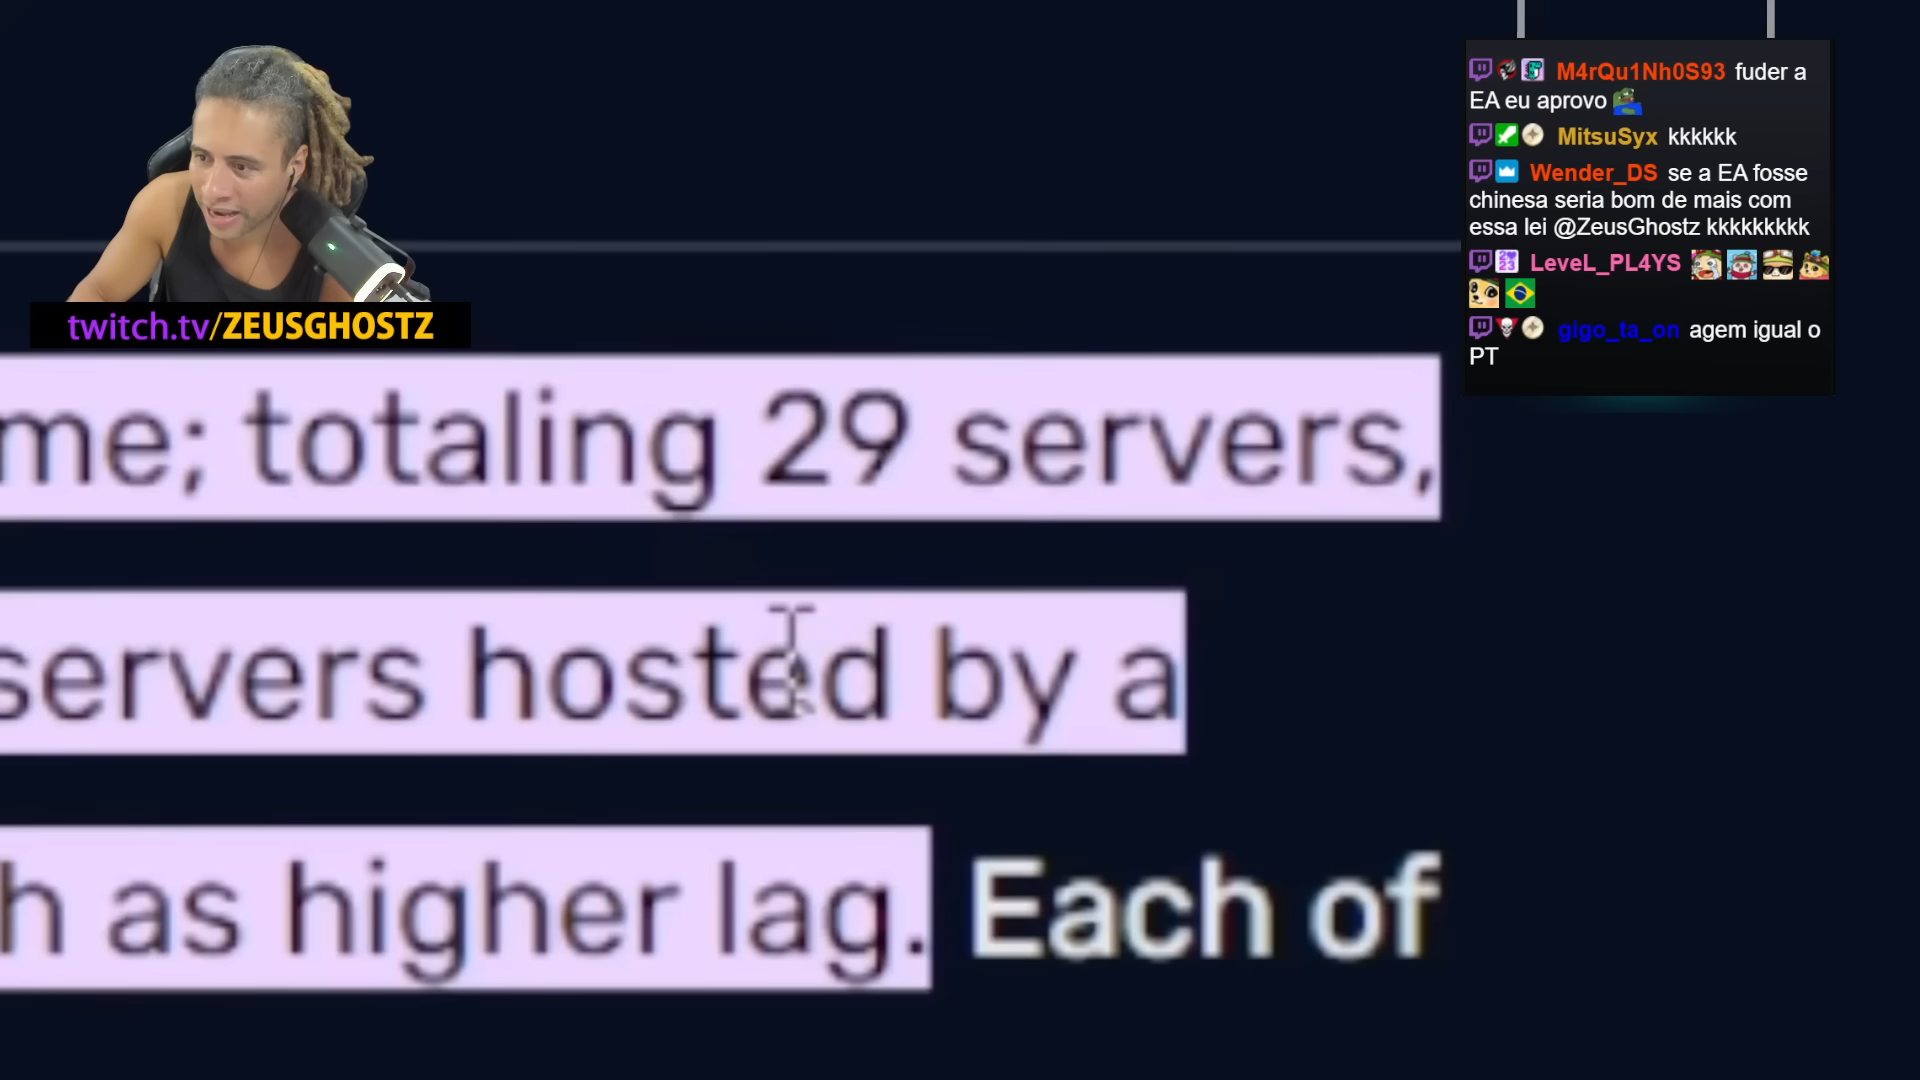 twitch.tv/ZEUSGHOSTZ
me; totaling 29 servers,
servers hosted by a
h as higher lag. Each of
M4rQu1Nh0S93 fuder a
EA eu aprovo
MitsuSyx kkkkkk
Wender_DS se a EA fosse
chinesa seria bom de mais com
essa lei @ZeusGhostz kkkkkkkkk
LeveL_PL4YS
gigo_ta_on agem igual o
PT